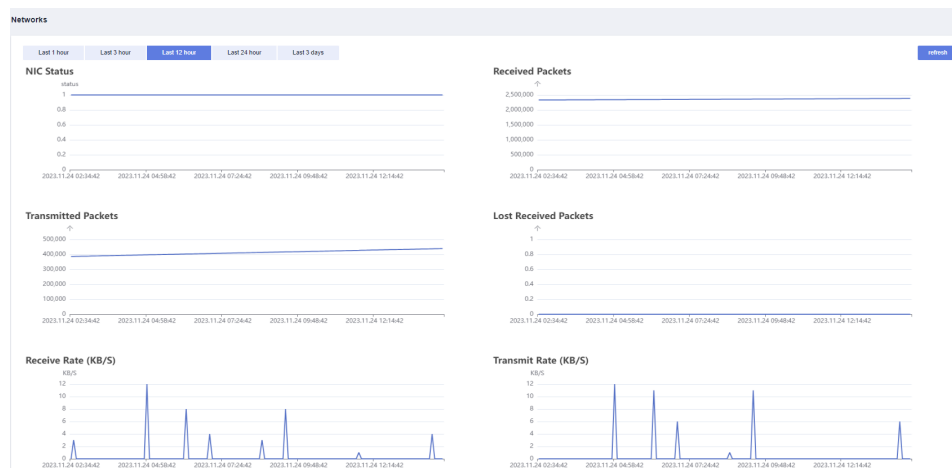 Networks
Last 1 hour
Last 3 hour
Last 12 hour
Last 24 hour
Last 3 days
refresh
NIC Status
status
1
0.8
0.6
0.4
0.2
0
2023.11.24 02:34:42 2023.11.24 04:58:42 2023.11.24 07:24:42 2023.11.24 09:48:42 2023.11.24 12:14:42
Received Packets
2,500,000
2,000,000
1,500,000
1,000,000
500,000
0
2023.11.24 02:34:42 2023.11.24 04:58:42 2023.11.24 07:24:42 2023.11.24 09:48:42 2023.11.24 12:14:42
Transmitted Packets
500,000
400,000
300,000
200,000
100,000
0
2023.11.24 02:34:42 2023.11.24 04:58:42 2023.11.24 07:24:42 2023.11.24 09:48:42 2023.11.24 12:14:42
Lost Received Packets
1
0.8
0.6
0.4
0.2
0
2023.11.24 02:34:42 2023.11.24 04:58:42 2023.11.24 07:24:42 2023.11.24 09:48:42 2023.11.24 12:14:42
Receive Rate (KB/S)
KB/S
12
10
8
6
4
2
0
2023.11.24 02:34:42 2023.11.24 04:58:42 2023.11.24 07:24:42 2023.11.24 09:48:42 2023.11.24 12:14:42
Transmit Rate (KB/S)
KB/S
12
10
8
6
4
2
0
2023.11.24 02:34:42 2023.11.24 04:58:42 2023.11.24 07:24:42 2023.11.24 09:48:42 2023.11.24 12:14:42